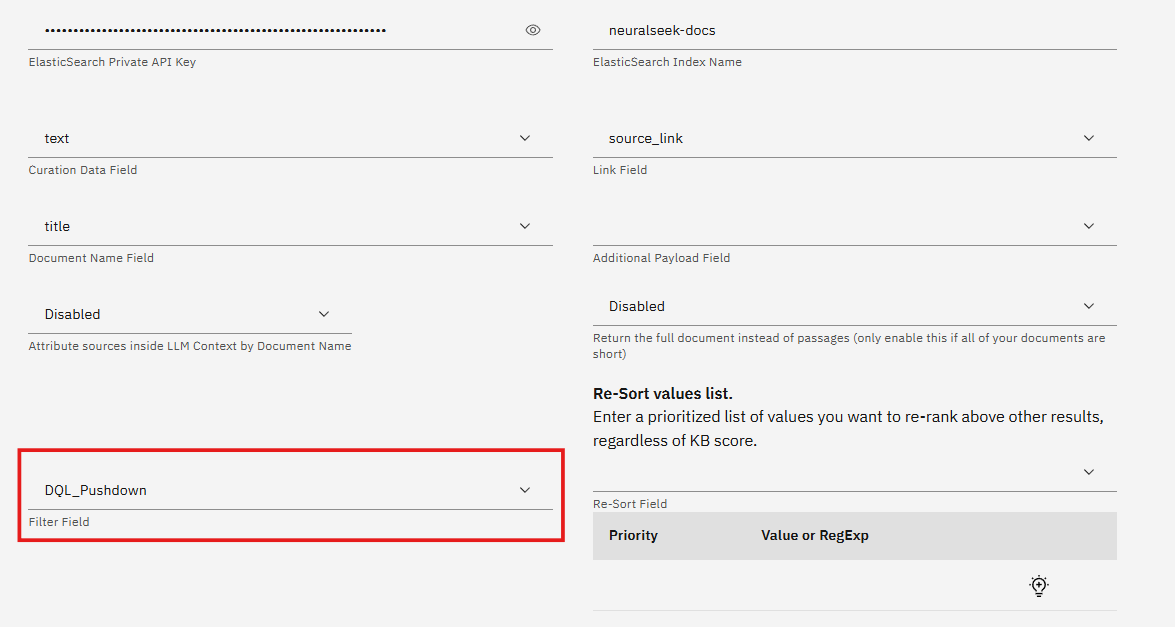 ••••••••••••••••••••••••••••••••••••••••••••••••••••••••
ElasticSearch Private API Key
neuralseek-docs
ElasticSearch Index Name
text
Curation Data Field
source_link
Link Field
title
Document Name Field
Additional Payload Field
Disabled
Attribute sources inside LLM Context by Document Name
Disabled
Return the full document instead of passages (only enable this if all of your documents are
short)
Re-Sort values list.
Enter a prioritized list of values you want to re-rank above other results,
regardless of KB score.
DQL_Pushdown
Filter Field
Re-Sort Field
Priority Value or RegExp